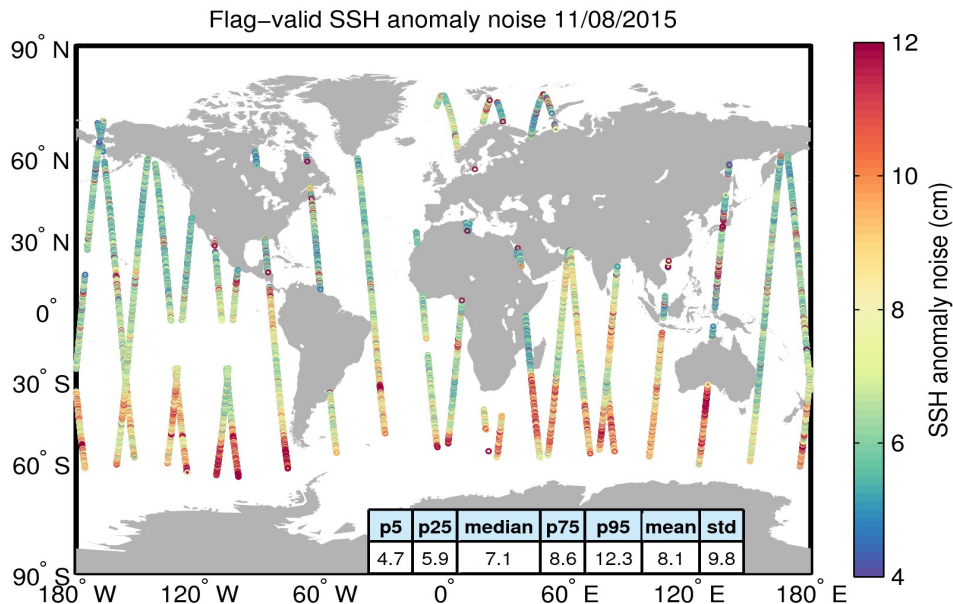 Flag−valid SSH anomaly noise 11/08/2015
90° N
60° N
30° N
0°
30° S
60° S
90° S
180° W 120° W 60° W 0° 60° E 120° E 180° E
p5 p25 median p75 p95 mean std
4.7 5.9 7.1 8.6 12.3 8.1 9.8
12
10
8
6
4
SSH anomaly noise (cm)